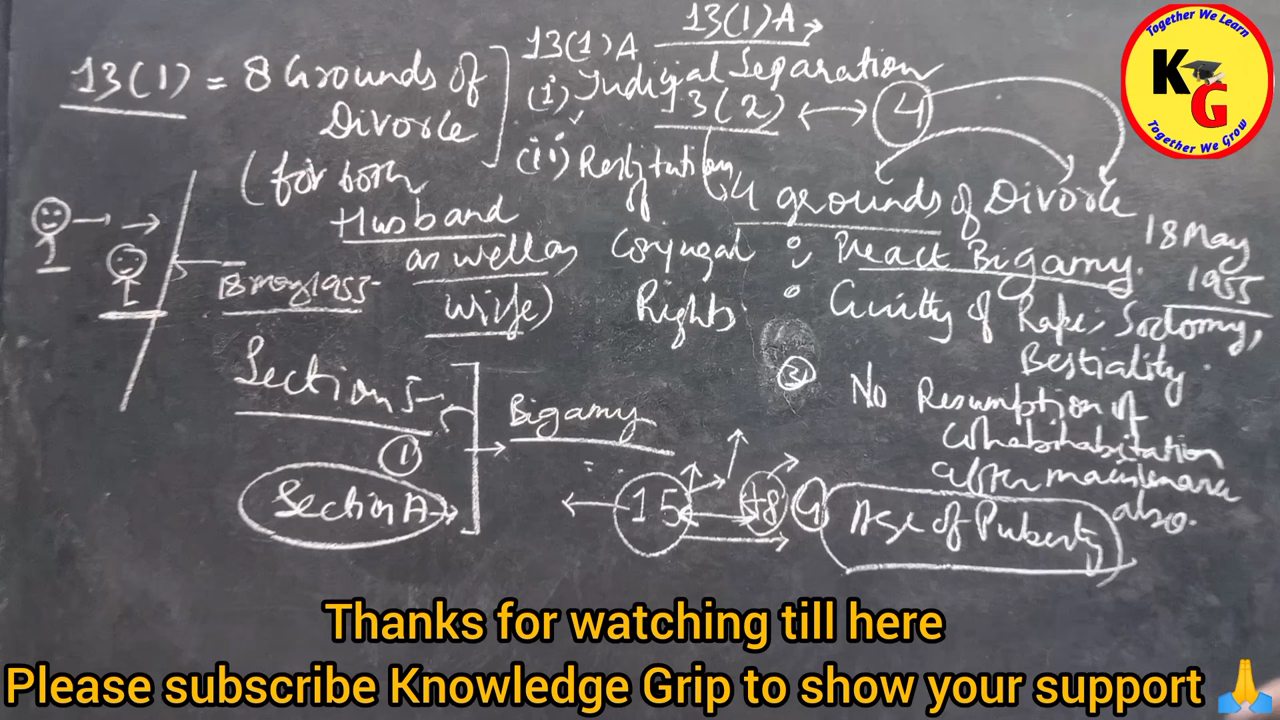 13(1)A →
13(1) = 8 Grounds of Divorce
(for both Husband as well as Wife)
13(1)A
(i) Judicial Separation
(ii) Restitution of Conjugal Rights
13(2) ↔ 4
4 grounds of Divorce
: Preact Bigamy.
18 May 1955
• Guilty of Rape, Sodomy, Bestiality.
③ No Resumption of
after maintenance also.
④ Age of Puberty
18 may 1955
Section 5
①
Section A
Bigamy
15
18
Together We Learn
KG
Together We Grow
Thanks for watching till here
Please subscribe Knowledge Grip to show your support 🙏